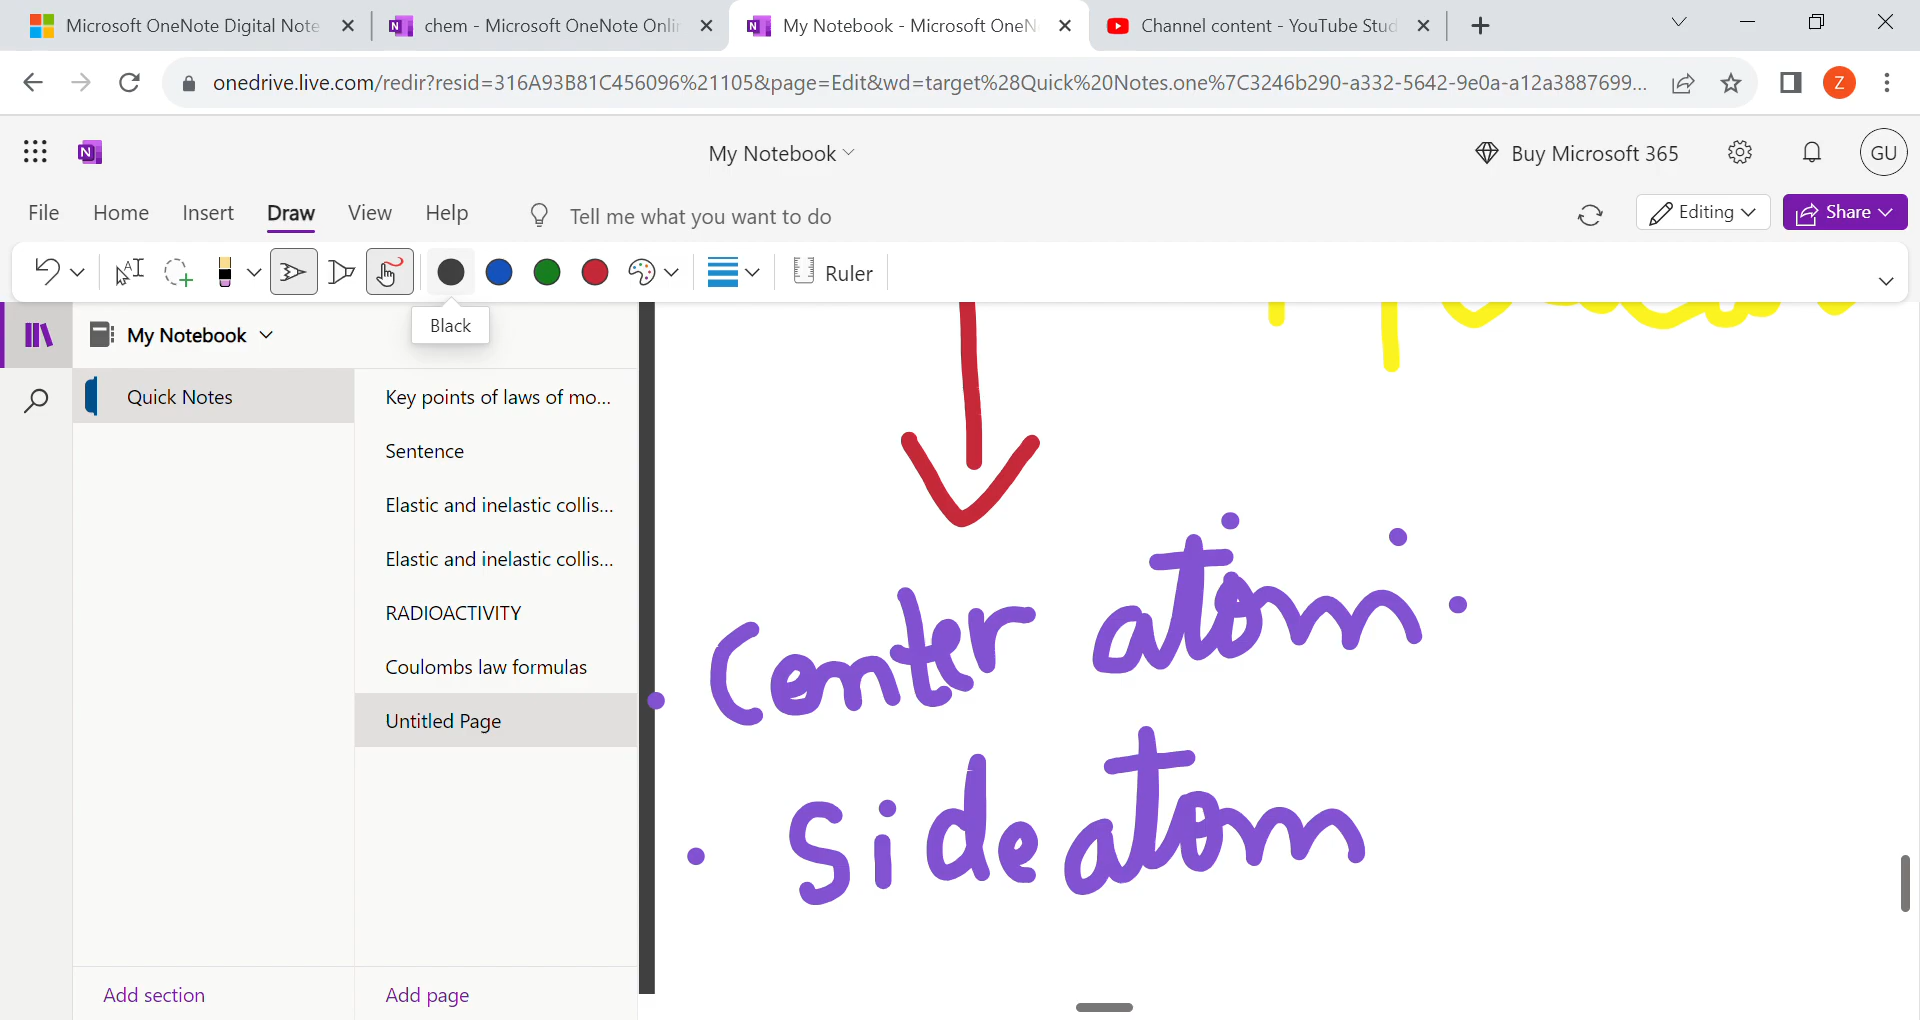 Microsoft OneNote Digital Note
chem - Microsoft OneNote Onli
My Notebook - Microsoft OneN
Channel content - YouTube Stud
onedrive.live.com/redir?resid=316A93B81C456096%21105&page=Edit&wd=target%28Quick%20Notes.one%7C3246b290-a332-5642-9e0a-a12a3887699...
Z
N
My Notebook
Buy Microsoft 365
GU
File Home Insert Draw View Help Tell me what you want to do
Editing
Share
Ruler
Black
My Notebook
Quick Notes
Key points of laws of mo...
Sentence
Elastic and inelastic collis...
Elastic and inelastic collis...
RADIOACTIVITY
Coulombs law formulas
Untitled Page
Add section
Add page
Center atom
Side atom